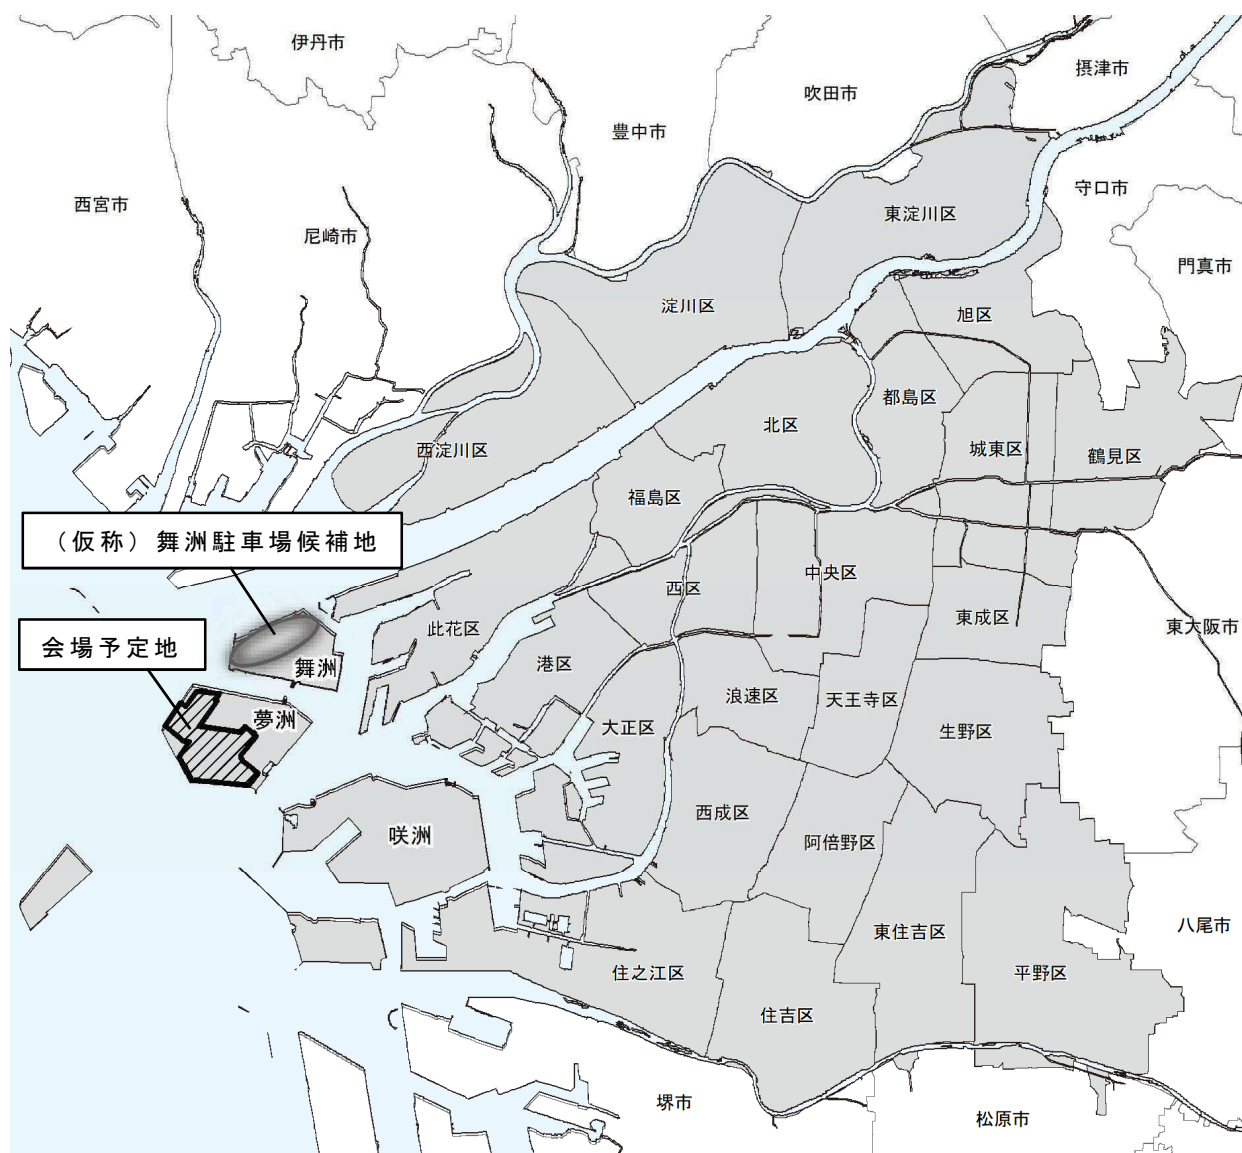 伊丹市
摂津市
吹田市
豊中市
守口市
西宮市
東淀川区
尼崎市
門真市
淀川区
旭区
都島区
北区
西淀川区
城東区
鶴見区
福島区
(仮称)舞洲駐車場候補地
中央区
西区
東成区
此花区
東大阪市
会場予定地
港区
舞洲
浪速区
天王寺区
夢洲
大正区
生野区
西成区
咲洲
阿倍野区
八尾市
東住吉区
住之江区
平野区
住吉区
堺市
松原市